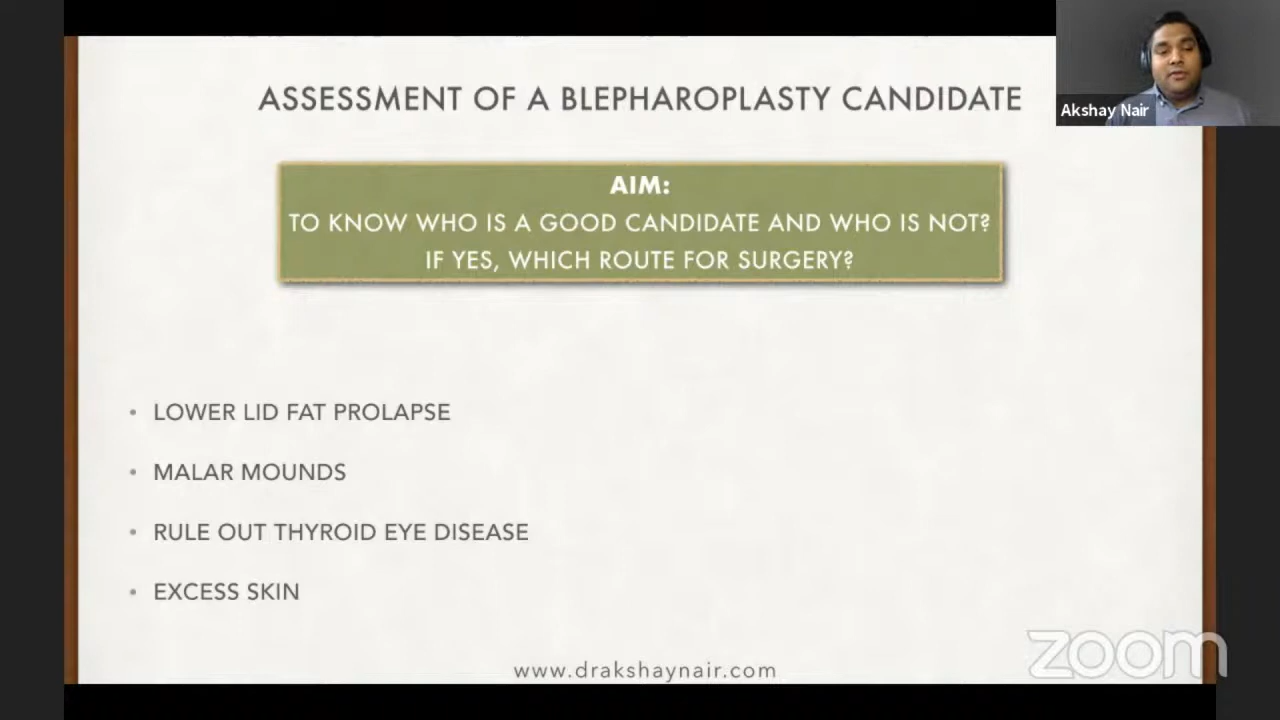 ASSESSMENT OF A BLEPHAROPLASTY CANDIDATE
Akshay Nair
AIM:
TO KNOW WHO IS A GOOD CANDIDATE AND WHO IS NOT?
IF YES, WHICH ROUTE FOR SURGERY?
• LOWER LID FAT PROLAPSE
• MALAR MOUNDS
• RULE OUT THYROID EYE DISEASE
• EXCESS SKIN
www.drakshaynair.com
zoom